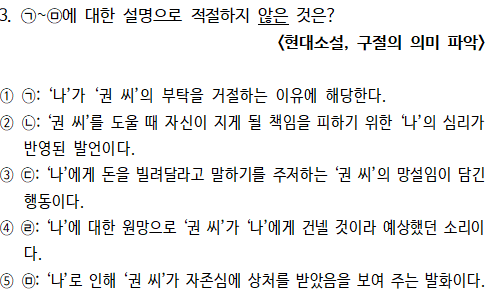 3. ㉠~㉤에 대한 설명으로 적절하지 않은 것은?
<현대소설, 구절의 의미 파악>
① ㉠: ‘나’가 ‘권 씨’의 부탁을 거절하는 이유에 해당한다.
② ㉡: ‘권 씨’를 도울 때 자신이 지게 될 책임을 피하기 위한 ‘나’의 심리가
반영된 발언이다.
③ ㉢: ‘나’에게 돈을 빌려달라고 말하기를 주저하는 ‘권 씨’의 망설임이 담긴
행동이다.
④ ㉣: ‘나’에 대한 원망으로 ‘권 씨’가 ‘나’에게 건넬 것이라 예상했던 소리이
다.
⑤ ㉤: ‘나’로 인해 ‘권 씨’가 자존심에 상처를 받았음을 보여 주는 발화이다.